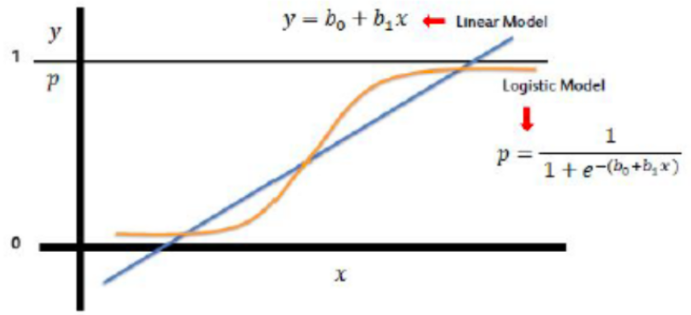 y = b₀ + b₁x
Linear Model
y
1
p
Logistic Model
p = 1 / (1 + e^−(b₀+b₁x))
0
x